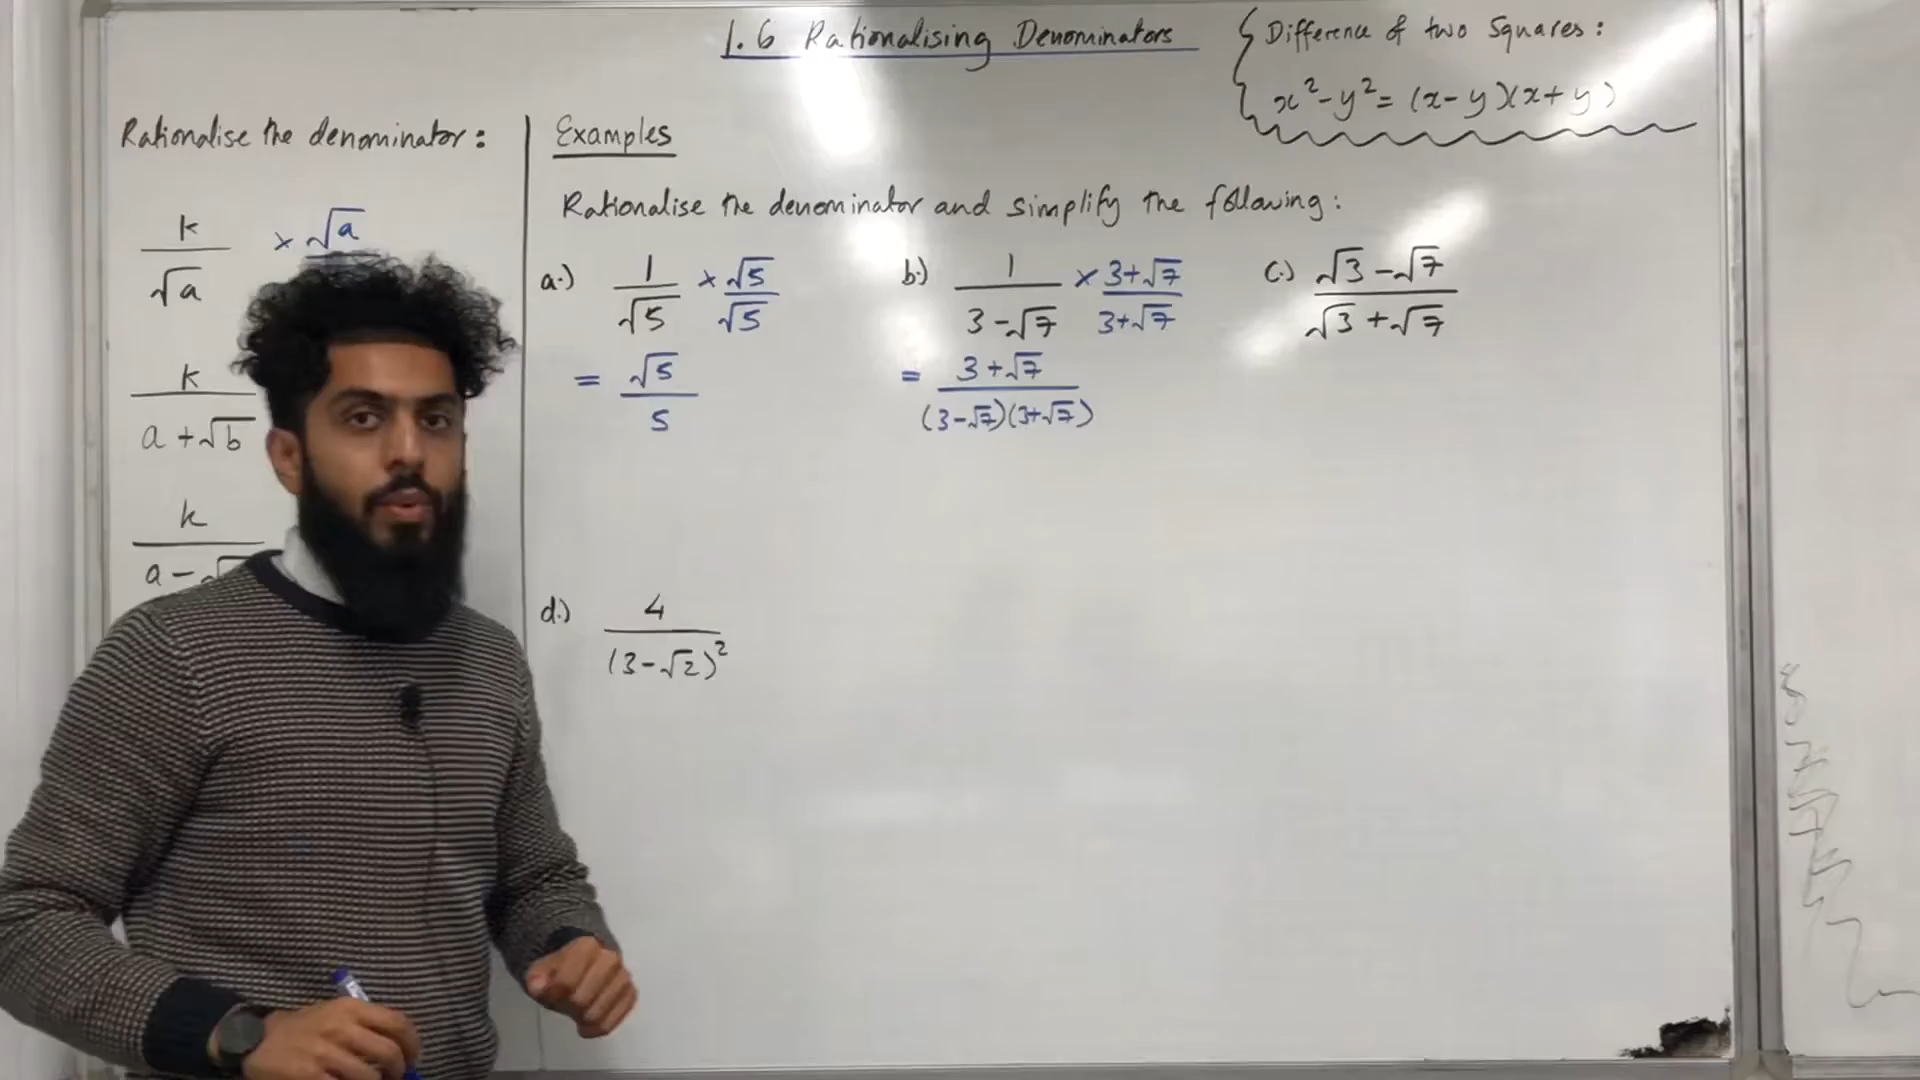 1.6 Rationalising Denominators
Difference of two Squares:
x² - y² = (x - y)(x + y)
Rationalise the denominator:
k/√a × √a
k/(a + √b)
k/(a - √
Examples
Rationalise the denominator and simplify the following:
a.) 1/√5 × √5/√5
= √5/5
b.) 1/(3 - √7) × (3 + √7)/(3 + √7)
= (3 + √7)/((3 - √7)(3 + √7))
c.) (√3 - √7)/(√3 + √7)
d.) 4/(3 - √2)²